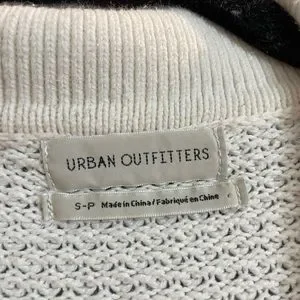 URBAN OUTFITTERS
S-P Made in China/Fabriqué en Chine